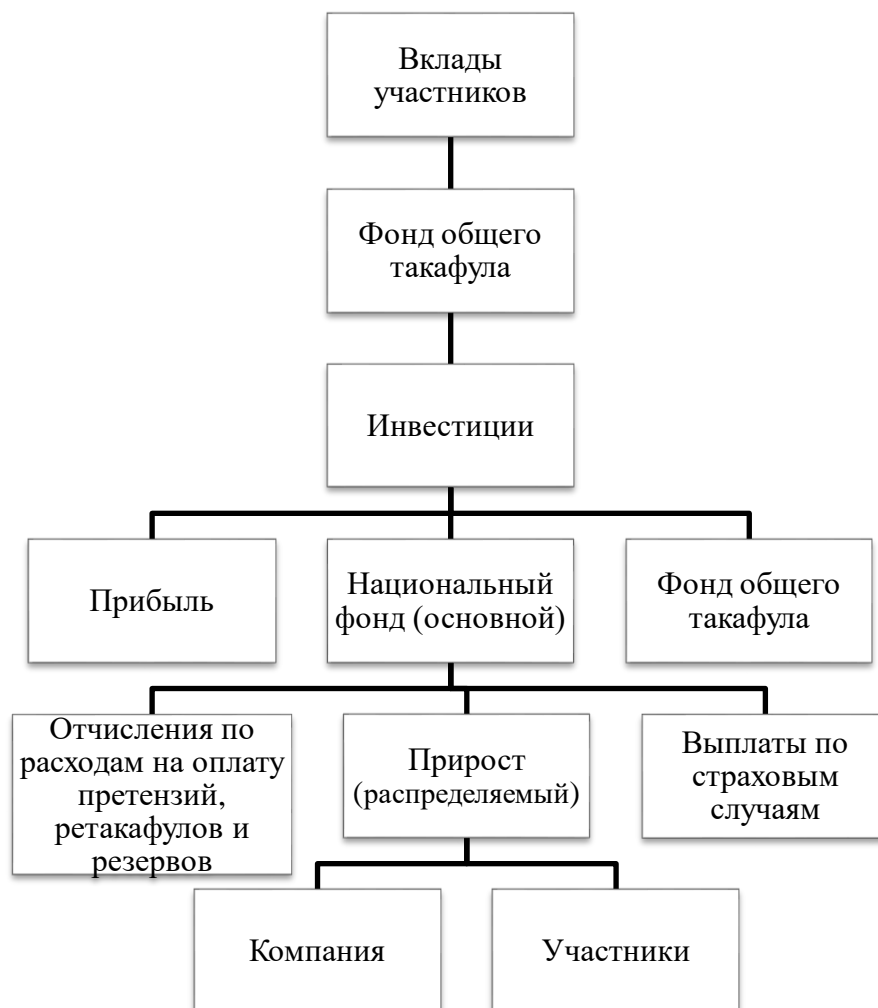 Вклады
участников
Фонд общего
такафула
Инвестиции
Прибыль
Национальный
фонд (основной)
Фонд общего
такафула
Отчисления по
расходам на оплату
претензий,
ретакафулов и
резервов
Прирост
(распределяемый)
Выплаты по
страховым
случаям
Компания
Участники